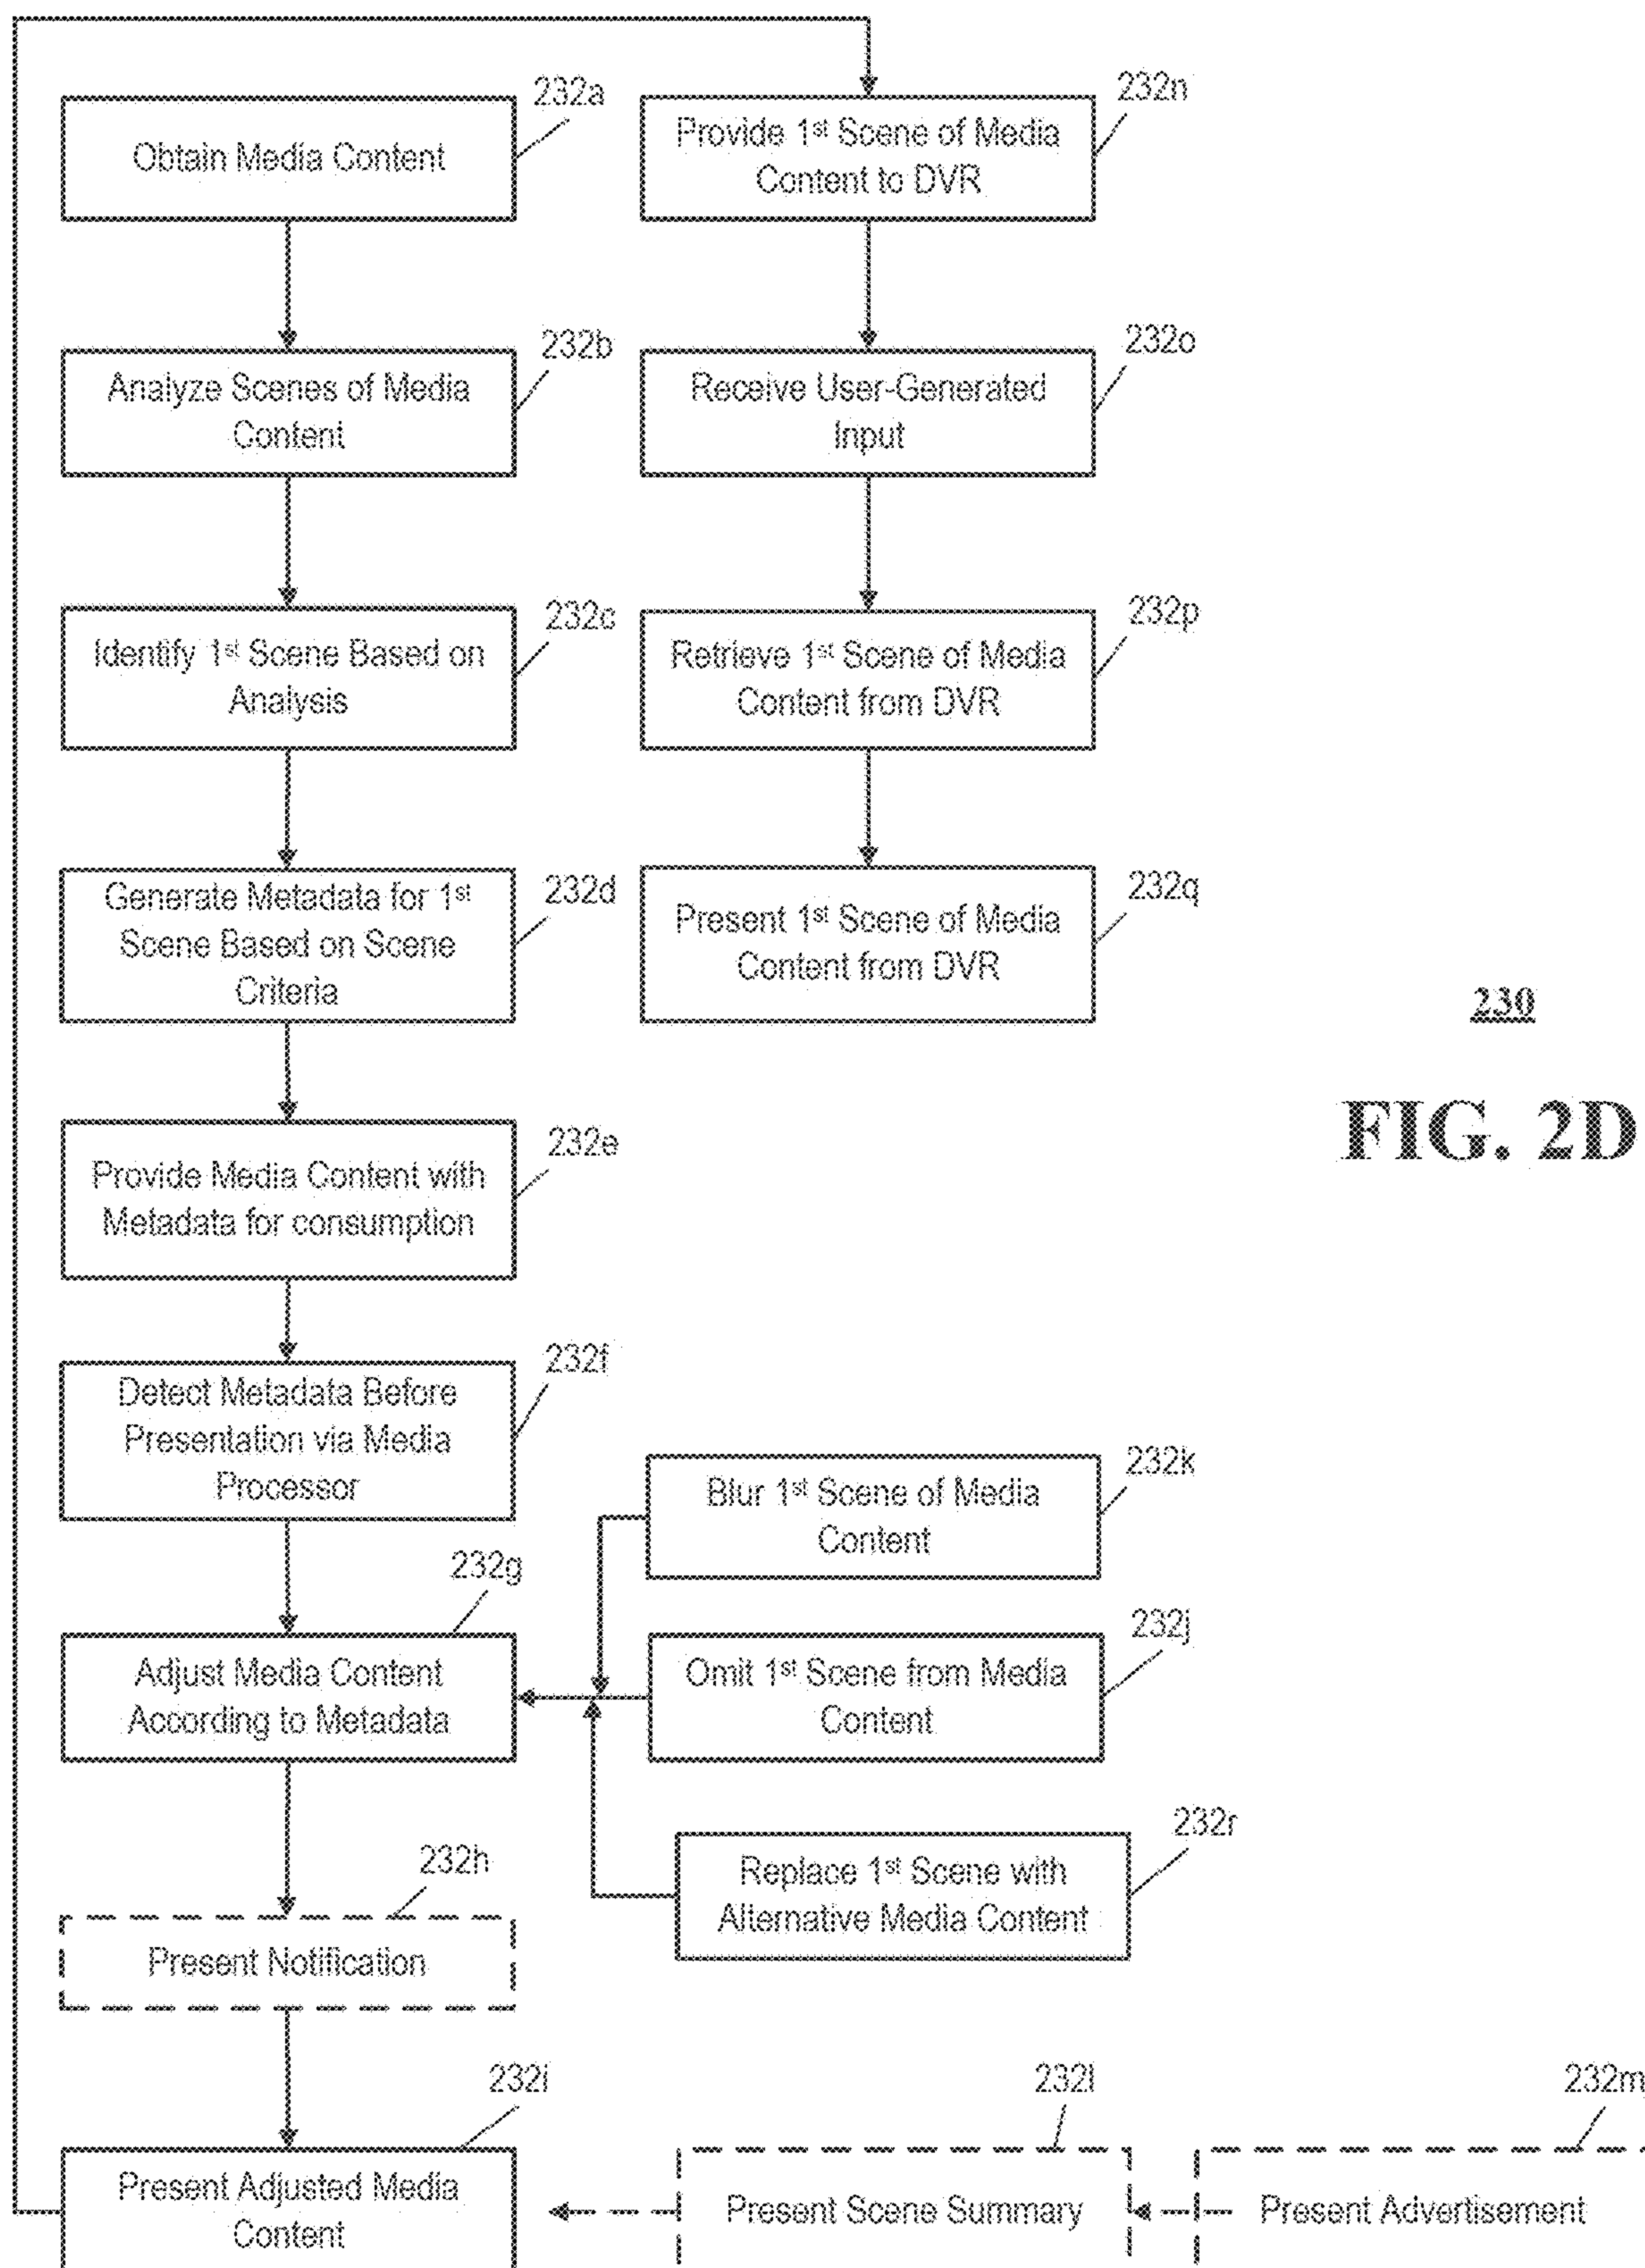 232a
Obtain Media Content
232b
Analyze Scenes of Media
Content
232c
Identify 1st Scene Based on
Analysis
232d
Generate Metadata for 1st
Scene Based on Scene
Criteria
232e
Provide Media Content with
Metadata for consumption
232f
Detect Metadata Before
Presentation via Media
Processor
232g
Adjust Media Content
According to Metadata
232k
Blur 1st Scene of Media
Content
232j
Omit 1st Scene from Media
Content
232r
Replace 1st Scene with
Alternative Media Content
232h
Present Notification
232i
Present Adjusted Media
Content
232l
Present Scene Summary
232m
Present Advertisement
232n
Provide 1st Scene of Media
Content to DVR
232o
Receive User-Generated
Input
232p
Retrieve 1st Scene of Media
Content from DVR
232q
Present 1st Scene of Media
Content from DVR
230
FIG. 2D